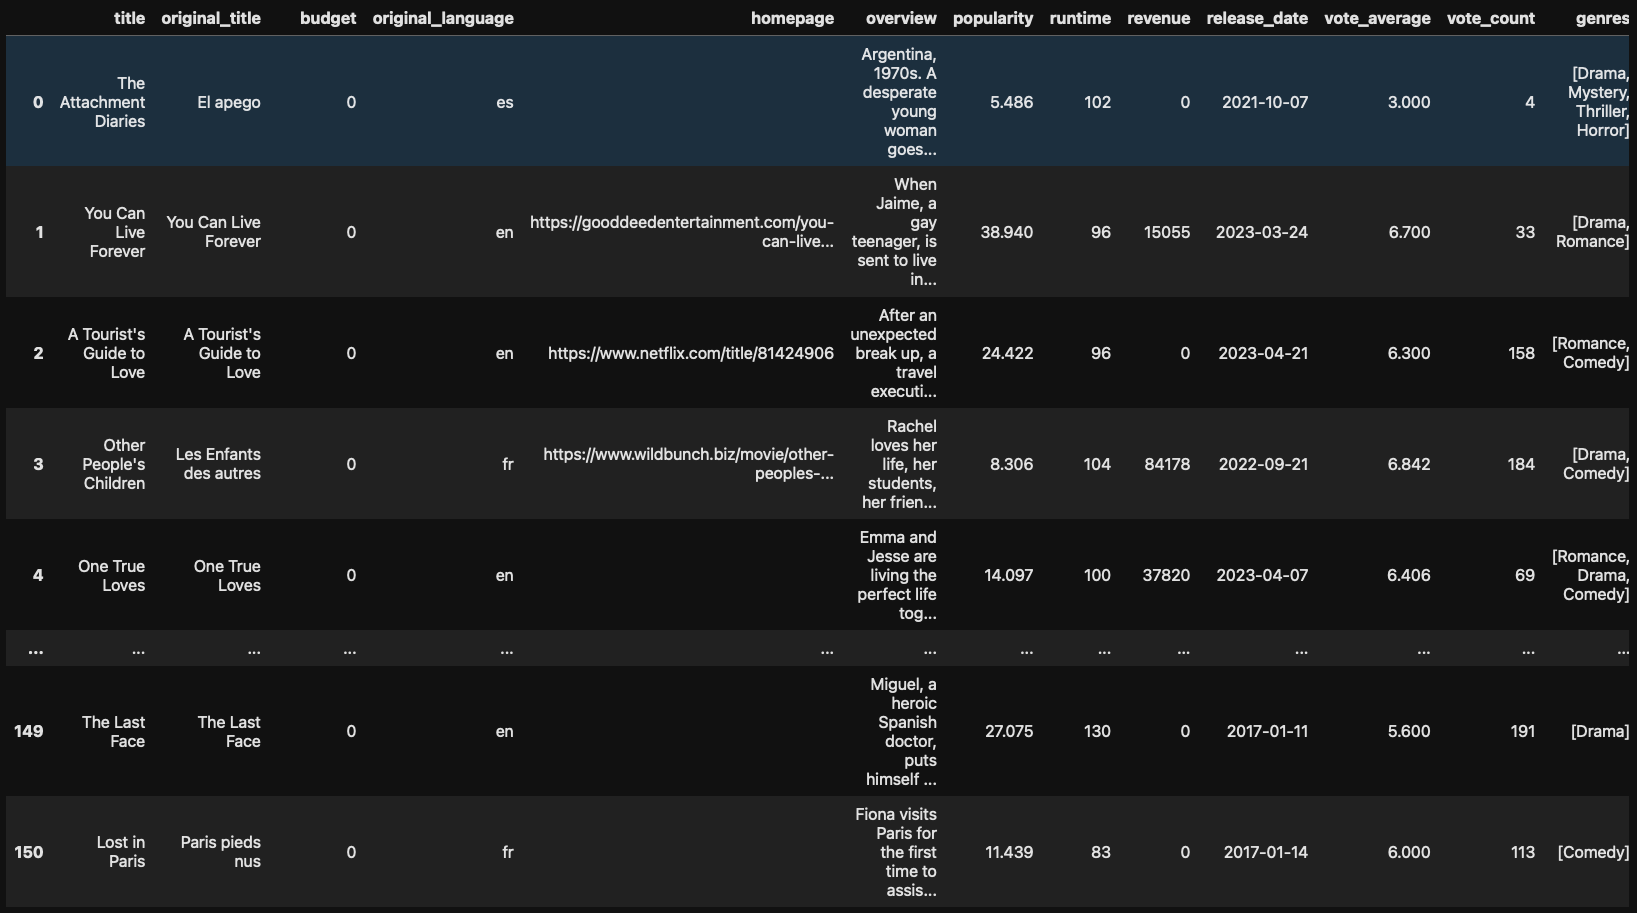 title original_title budget original_language homepage overview popularity runtime revenue release_date vote_average vote_count genres
0 The Attachment Diaries El apego 0 es Argentina, 1970s. A desperate young woman goes... 5.486 102 0 2021-10-07 3.000 4 [Drama, Mystery, Thriller, Horror]
1 You Can Live Forever You Can Live Forever 0 en https://gooddeedentertainment.com/you-can-live... When Jaime, a gay teenager, is sent to live in... 38.940 96 15055 2023-03-24 6.700 33 [Drama, Romance]
2 A Tourist's Guide to Love A Tourist's Guide to Love 0 en https://www.netflix.com/title/81424906 After an unexpected break up, a travel executi... 24.422 96 0 2023-04-21 6.300 158 [Romance, Comedy]
3 Other People's Children Les Enfants des autres 0 fr https://www.wildbunch.biz/movie/other-peoples-... Rachel loves her life, her students, her frien... 8.306 104 84178 2022-09-21 6.842 184 [Drama, Comedy]
4 One True Loves One True Loves 0 en Emma and Jesse are living the perfect life tog... 14.097 100 37820 2023-04-07 6.406 69 [Romance, Drama, Comedy]
... ... ... ... ... ... ... ... ... ... ... ... ... ...
149 The Last Face The Last Face 0 en Miguel, a heroic Spanish doctor, puts himself ... 27.075 130 0 2017-01-11 5.600 191 [Drama]
150 Lost in Paris Paris pieds nus 0 fr Fiona visits Paris for the first time to assis... 11.439 83 0 2017-01-14 6.000 113 [Comedy]